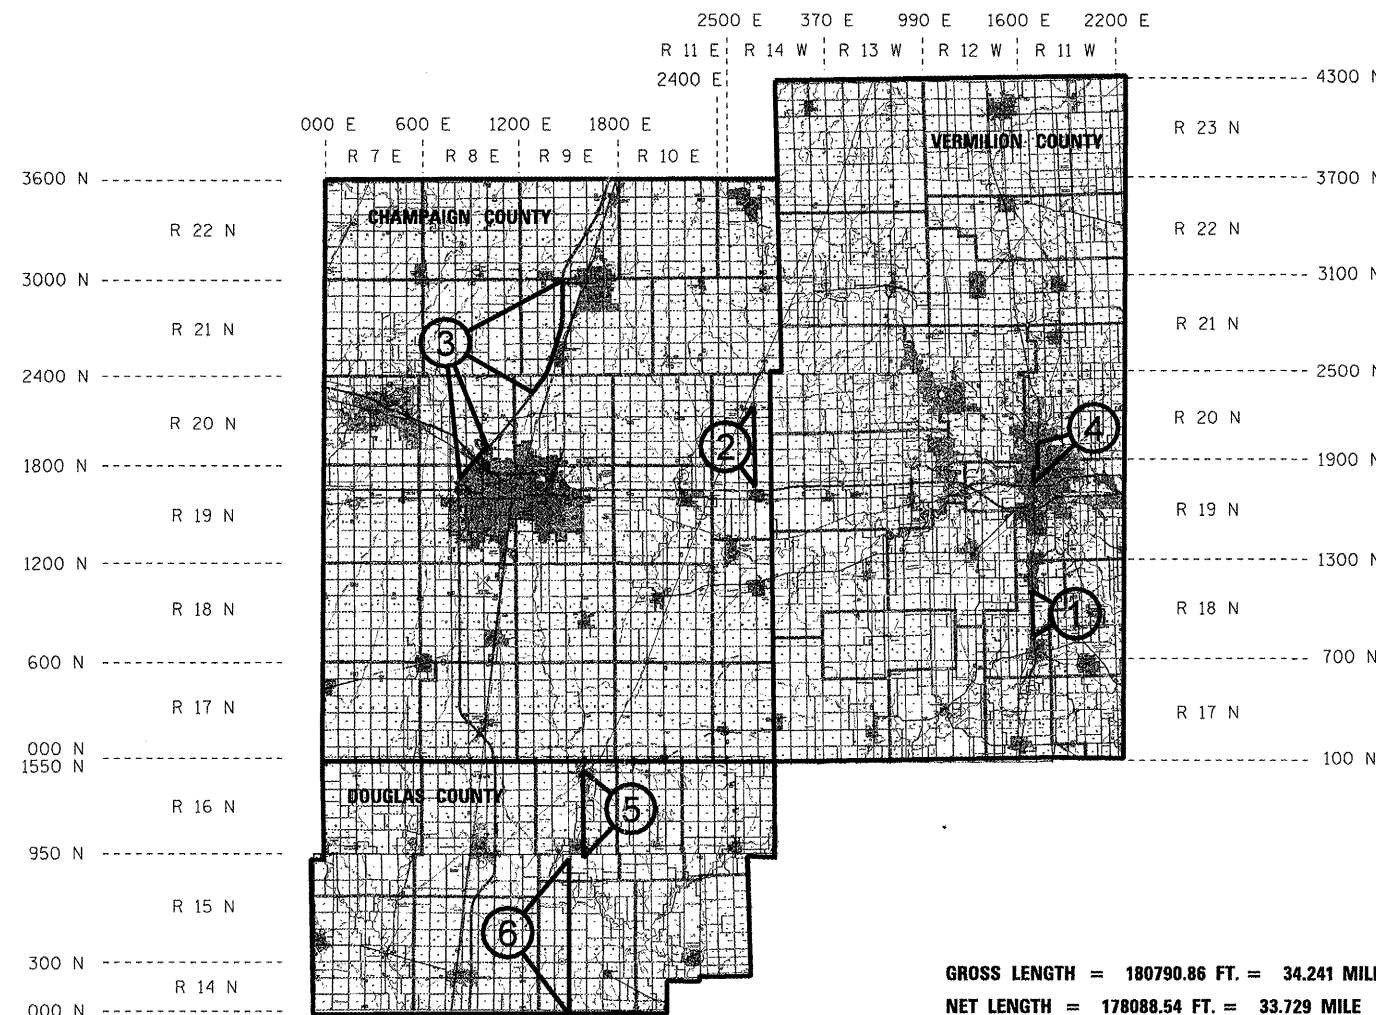 2500 E 370 E 990 E 1600 E 2200 E
R 11 E R 14 W R 13 W R 12 W R 11 W
2400 E
4300 N
000 E 600 E 1200 E 1800 E
R 23 N
VERMILION COUNTY
R 7 E R 8 E R 9 E R 10 E
3600 N
3700 N
CHAMPAIGN COUNTY
R 22 N
R 22 N
3000 N
3100 N
R 21 N
3
R 21 N
2400 N
2500 N
R 20 N
2
4
R 20 N
1800 N
1900 N
R 19 N
R 19 N
1200 N
1300 N
R 18 N
1
R 18 N
600 N
700 N
R 17 N
R 17 N
000 N
1550 N
100 N
DOUGLAS COUNTY
R 16 N
5
950 N
R 15 N
6
300 N
R 14 N
000 N
GROSS LENGTH = 180790.86 FT. = 34.241 MILE
NET LENGTH = 178088.54 FT. = 33.729 MILE